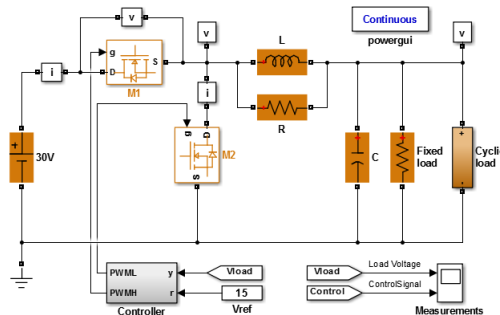 v
Continuous
powergui
v
v
g
D
S
M1
i
L
i
R
g
D
S
M2
30V
C
Fixed
load
Cycli
load
PWML
y
PWMH
r
Controller
Vload
15
Vref
Vload
Load Voltage
Control
ControlSignal
Measurements